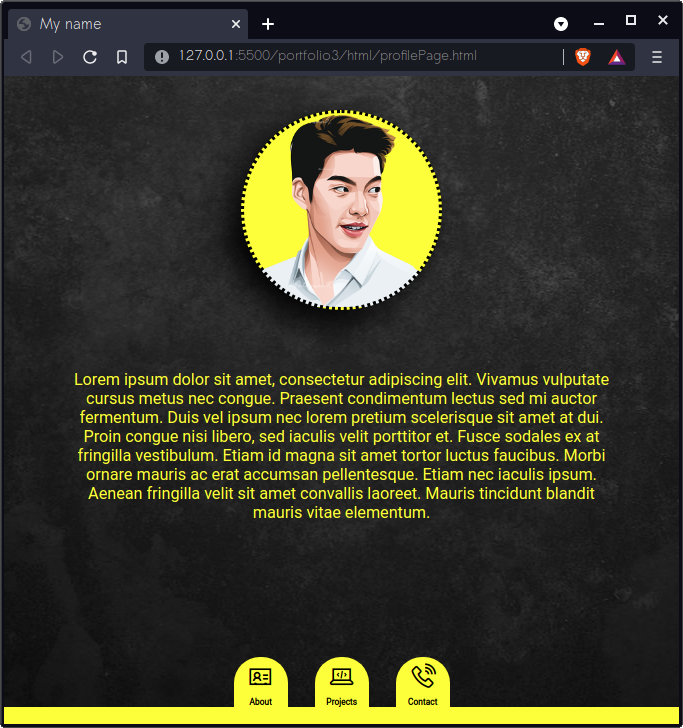 My name
127.0.0.1:5500/portfolio3/html/profilePage.html
Lorem ipsum dolor sit amet, consectetur adipiscing elit. Vivamus vulputate
cursus metus nec congue. Praesent condimentum lectus sed mi auctor
fermentum. Duis vel ipsum nec lorem pretium scelerisque sit amet at dui.
Proin congue nisi libero, sed iaculis velit porttitor et. Fusce sodales ex at
fringilla vestibulum. Etiam id magna sit amet tortor luctus faucibus. Morbi
ornare mauris ac erat accumsan pellentesque. Etiam nec iaculis ipsum.
Aenean fringilla velit sit amet convallis laoreet. Mauris tincidunt blandit
mauris vitae elementum.
About Projects Contact